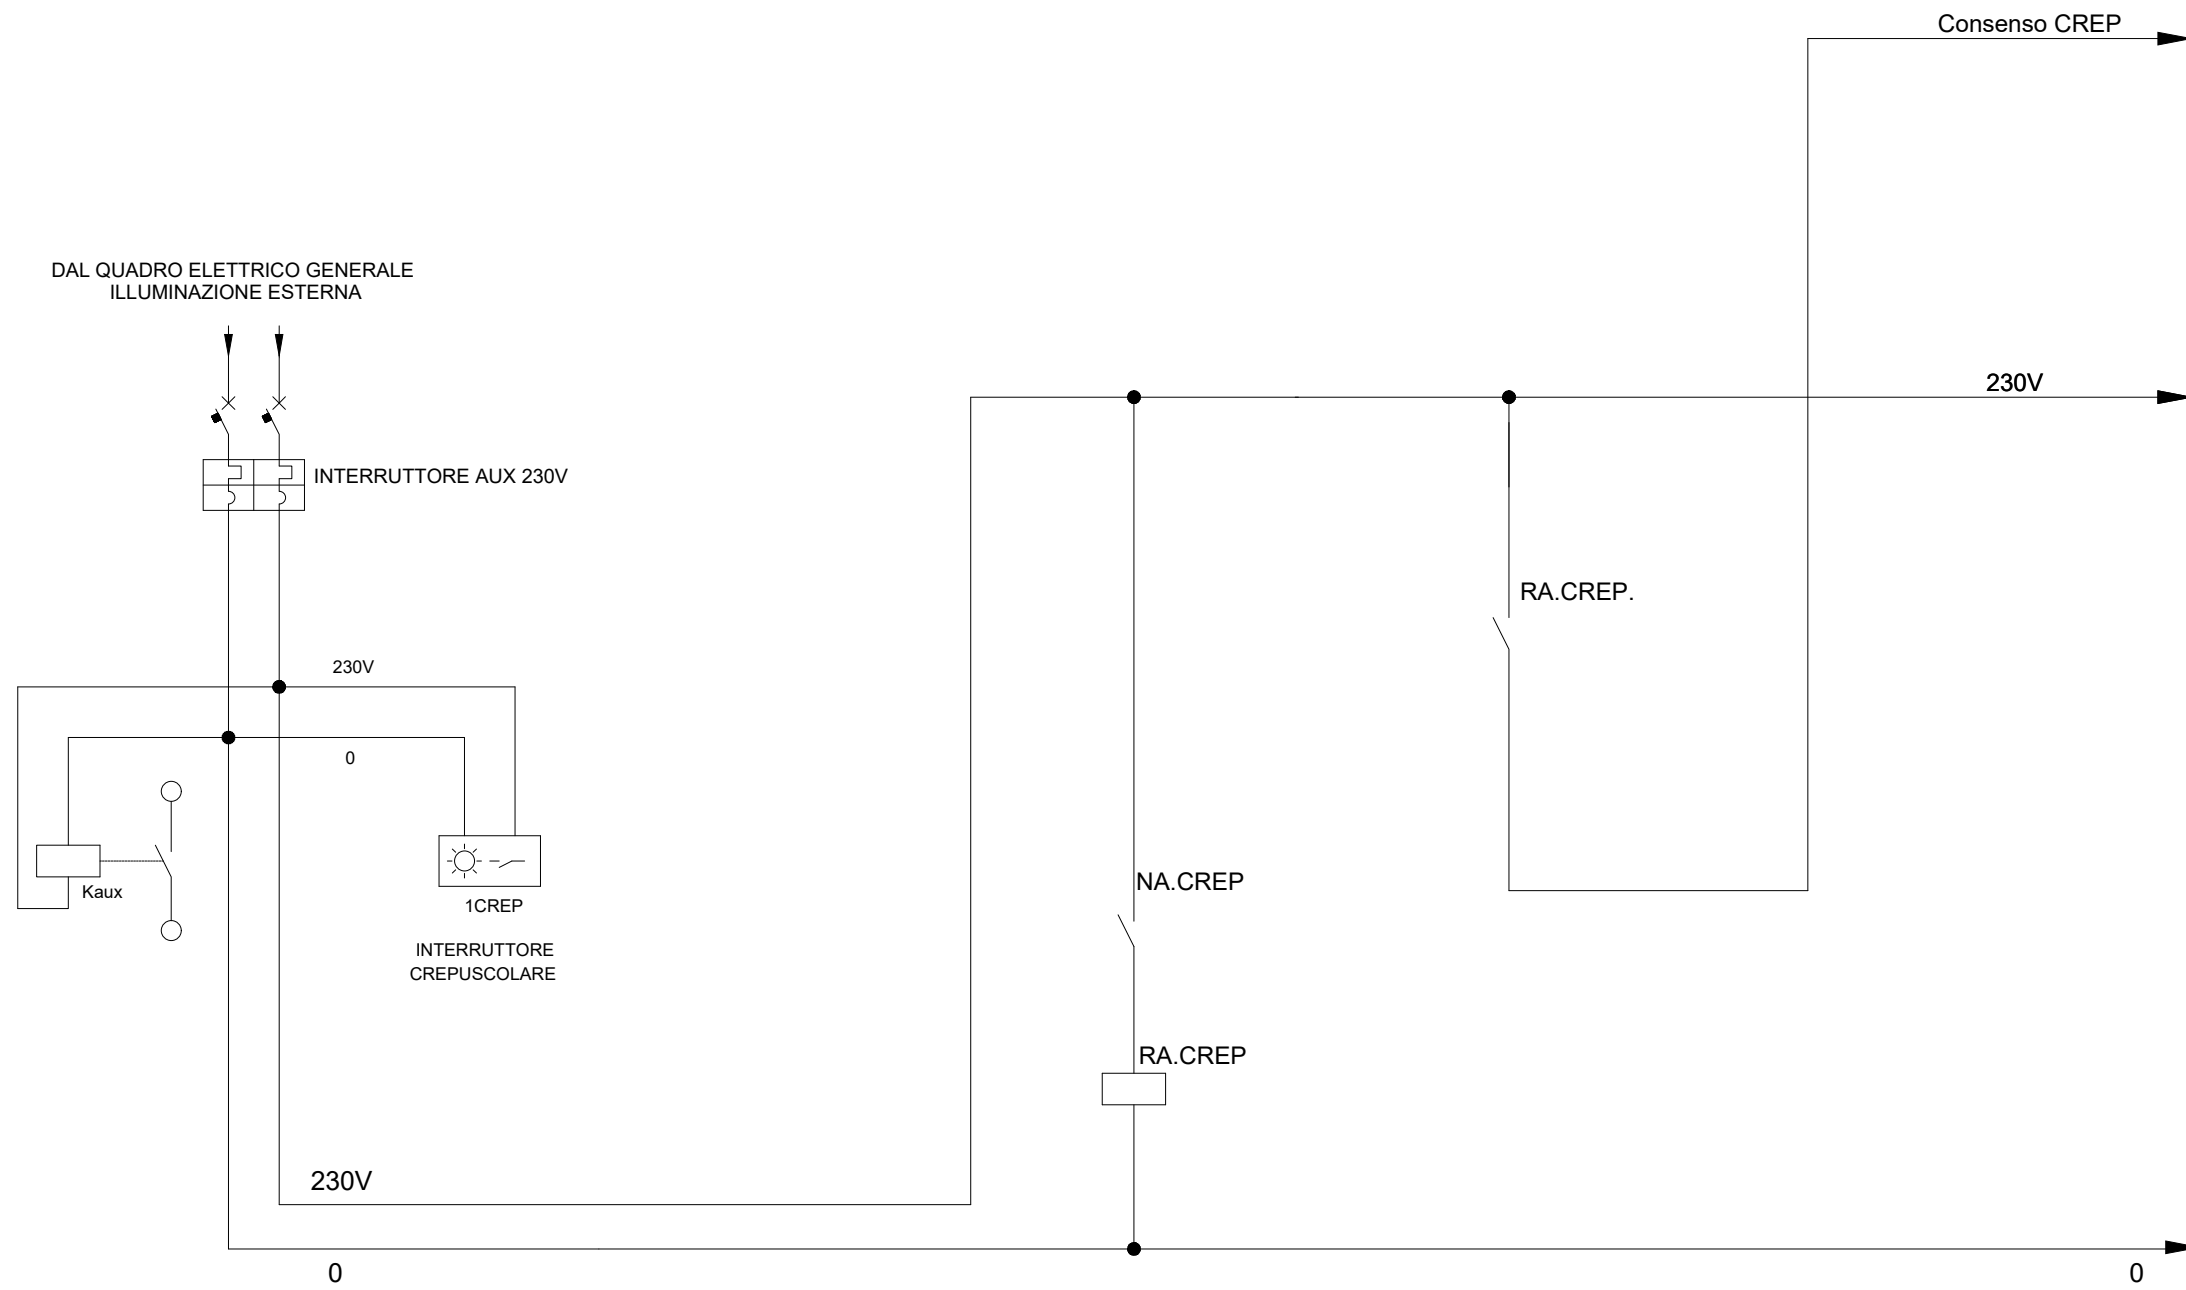 Consenso CREP
DAL QUADRO ELETTRICO GENERALE
ILLUMINAZIONE ESTERNA
230V
INTERRUTTORE AUX 230V
RA.CREP.
230V
0
NA.CREP
Kaux
1CREP
INTERRUTTORE
CREPUSCOLARE
RA.CREP
230V
0
0